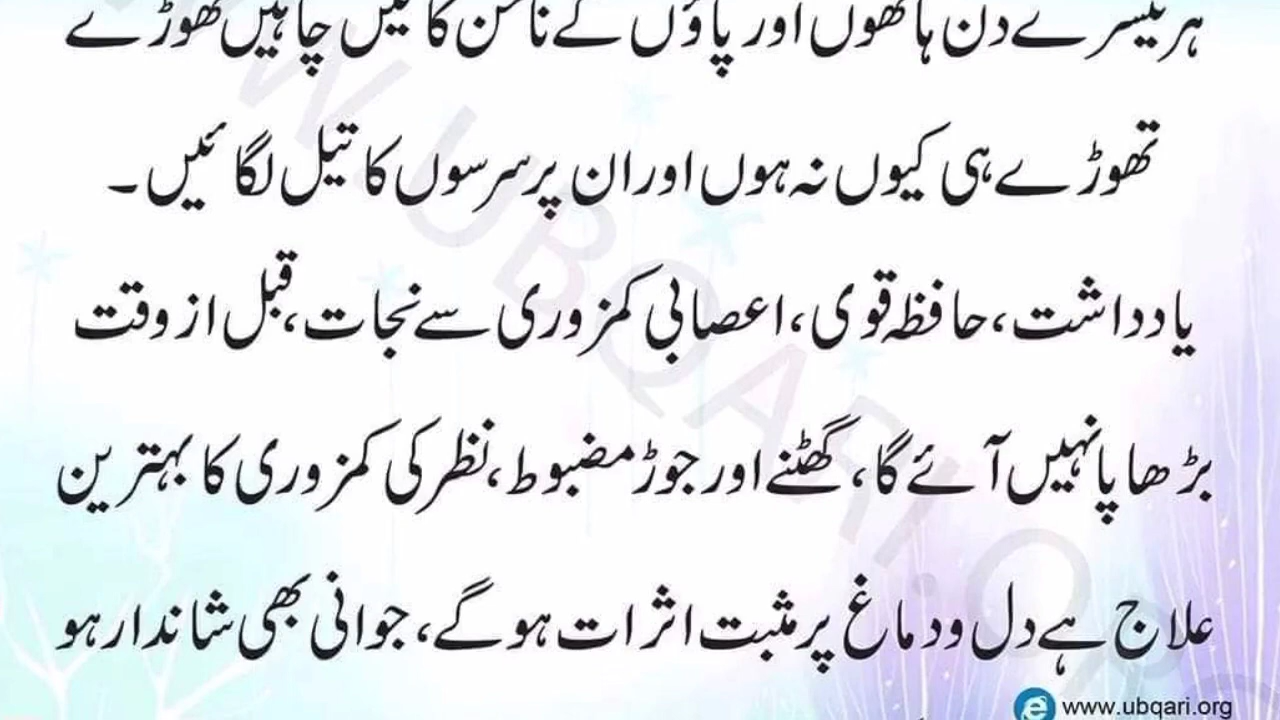 ہر تیسرے دن ہاتھوں اور پاؤں کے ناخن کاٹیں چاہیں تھوڑے
تھوڑے ہی کیوں نہ ہوں اور ان پر سرسوں کا تیل لگائیں۔
یادداشت، حافظہ قوی، اعصابی کمزوری سے نجات، قبل از وقت
بڑھاپا نہیں آئے گا، گھٹنے اور جوڑ مضبوط، نظر کی کمزوری کا بہترین
علاج ہے دل و دماغ پر مثبت اثرات ہوگے، جوانی بھی شاندار ہو
www.ubqari.org